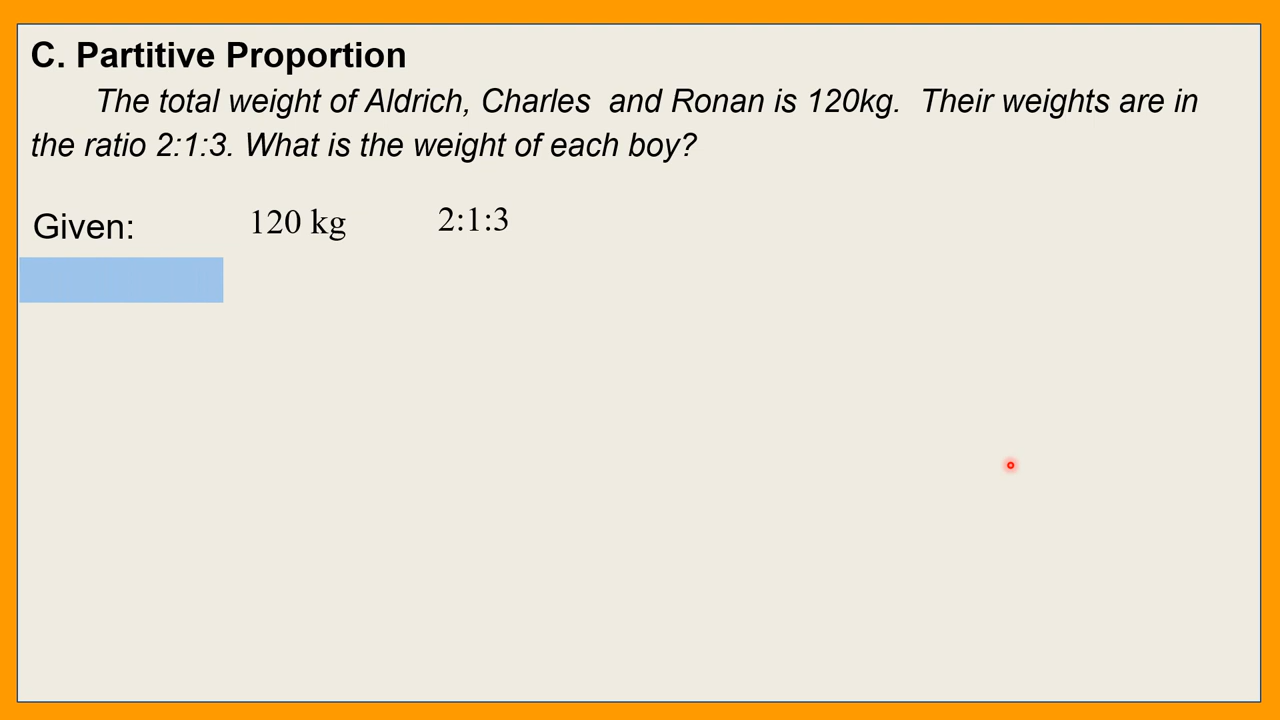 C. Partitive Proportion
The total weight of Aldrich, Charles and Ronan is 120kg. Their weights are in
the ratio 2:1:3. What is the weight of each boy?
Given: 120 kg 2:1:3